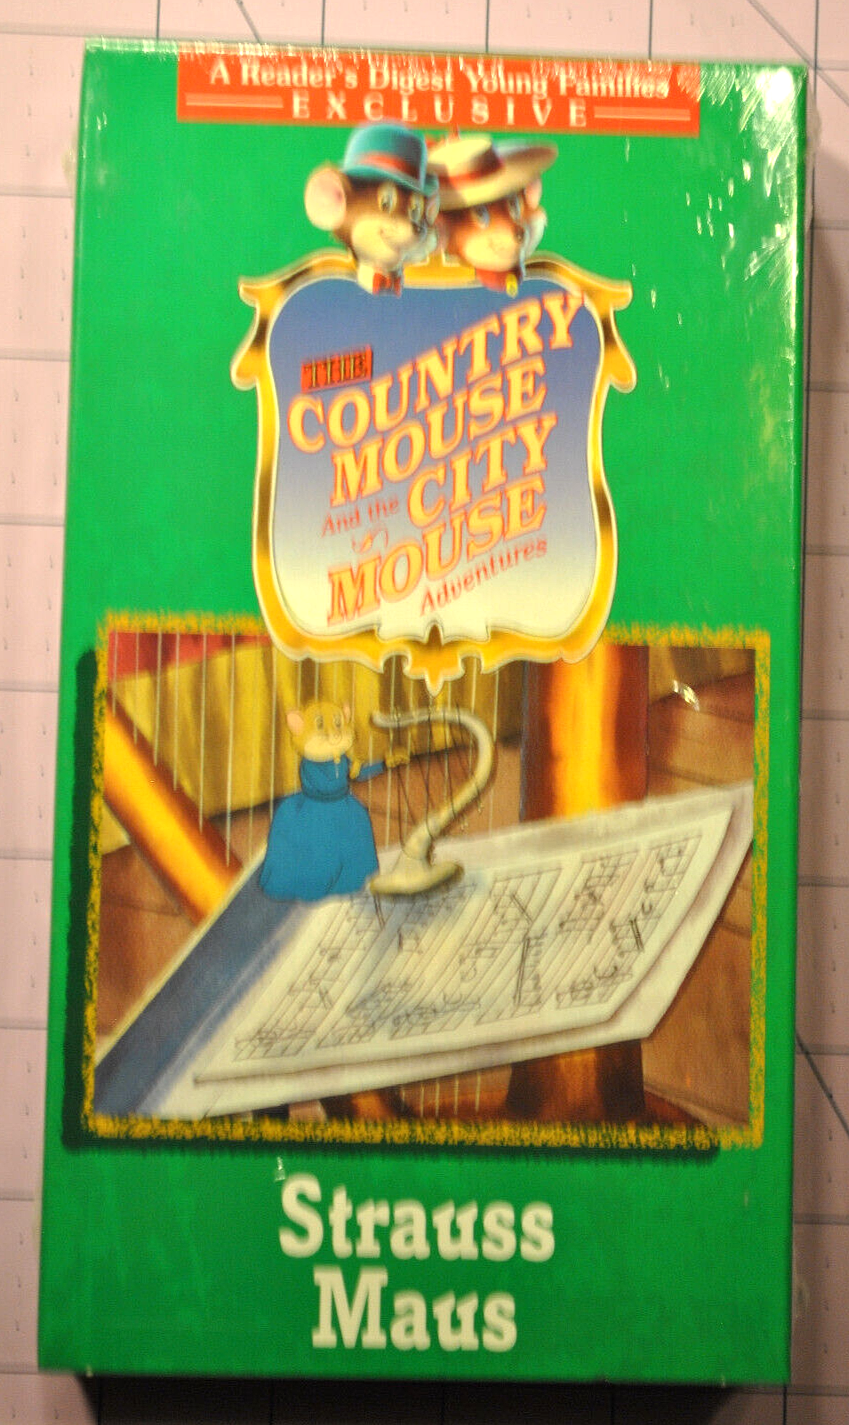 A Reader's Digest Young Families
EXCLUSIVE
THE
COUNTRY
MOUSE
And the CITY
MOUSE
Adventures
Strauss
Maus